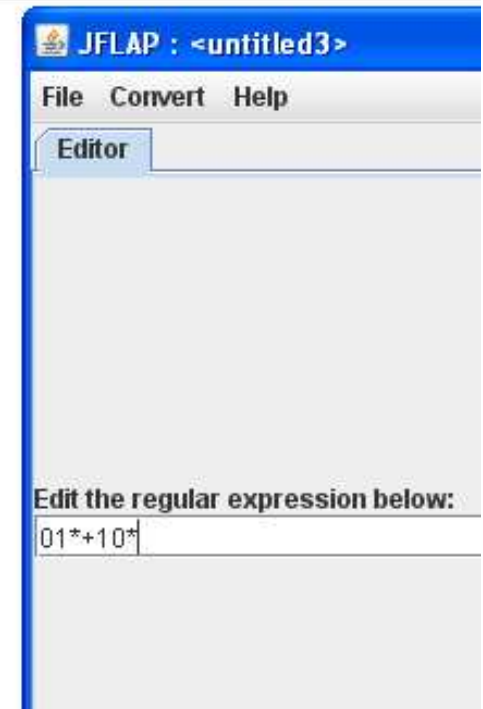 JFLAP : <untitled3>
File Convert Help
Editor
Edit the regular expression below:
01*+10*